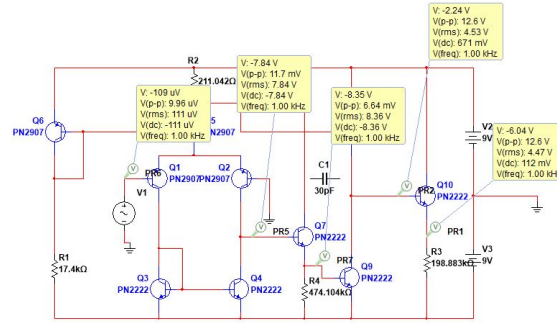 V: -2.24 V
V(p-p): 12.6 V
V(rms): 4.53 V
V(dc): 671 mV
V(freq): 1.00 kHz
V: -7.84 V
V(p-p): 11.7 mV
V(rms): 7.84 V
V(dc): -7.84 V
V(freq): 1.00 kHz
R2
211.042Ω
V: -109 uV
V(p-p): 9.96 uV
V(rms): 111 uV
V(dc): -111 uV
V(freq): 1.00 kHz
V: -8.35 V
V(p-p): 6.64 mV
V(rms): 8.36 V
V(dc): -8.36 V
V(freq): 1.00 kHz
V: -6.04 V
V(p-p): 12.6 V
V(rms): 4.47 V
V(dc): 112 mV
V(freq): 1.00 kHz
Q6
PN2907
5
N2907
V2
9V
Q1
PN2907
Q2
PN2907
PR6
C1
30pF
Q10
PN2222
PR2
V1
Q7
PN2222
PR5
PR1
R1
17.4kΩ
PR7
Q9
PN2222
R3
198.883kΩ
V3
9V
Q3
PN2222
Q4
PN2222
R4
474.104kΩ